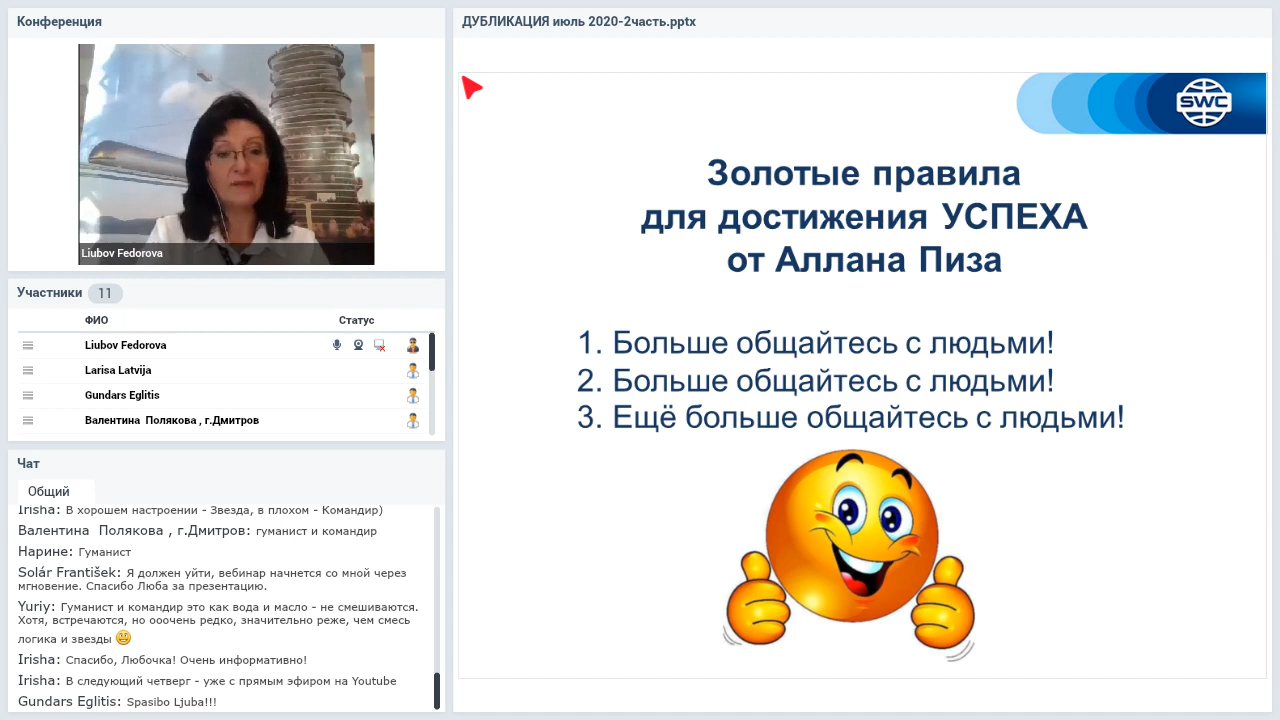 Конференция
Liubov Fedorova
Участники 11
ФИО Статус
Liubov Fedorova
Larisa Latvija
Gundars Eglitis
Валентина Полякова , г.Дмитров
Чат
Общий
Irisha: В хорошем настроении - Звезда, в плохом - Командир)
Валентина Полякова , г.Дмитров: гуманист и командир
Нарине: Гуманист
Solár František: Я должен уйти, вебинар начнется со мной через
мгновение. Спасибо Люба за презентацию.
Yuriy: Гуманист и командир это как вода и масло - не смешиваются.
Хотя, встречаются, но ооочень редко, значительно реже, чем смесь
логика и звезды
Irisha: Спасибо, Любочка! Очень информативно!
Irisha: В следующий четверг - уже с прямым эфиром на Youtube
Gundars Eglitis: Spasibo Ljuba!!!
ДУБЛИКАЦИЯ июль 2020-2часть.pptx
SWC
Золотые правила
для достижения УСПЕХА
от Аллана Пиза
1. Больше общайтесь с людьми!
2. Больше общайтесь с людьми!
3. Ещё больше общайтесь с людьми!